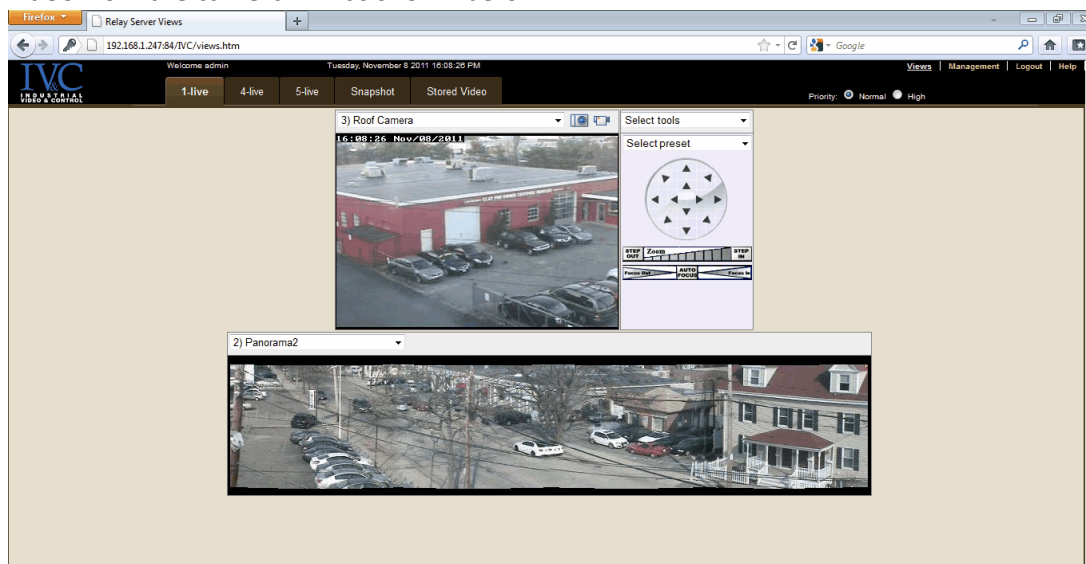 Firefox
Relay Server Views
192.168.1.247:84/IVC/views.htm
Google
IV&C
INDUSTRIAL
VIDEO & CONTROL
Welcome admin
Tuesday, November 8 2011 16:08:26 PM
Views | Management | Logout | Help
1-live
4-live
5-live
Snapshot
Stored Video
Priority: Normal High
3) Roof Camera
Select tools
16:08:26 Nov/08/2011
Select preset
STEP OUT
Zoom
STEP IN
Focus Out
AUTO FOCUS
Focus In
2) Panorama2